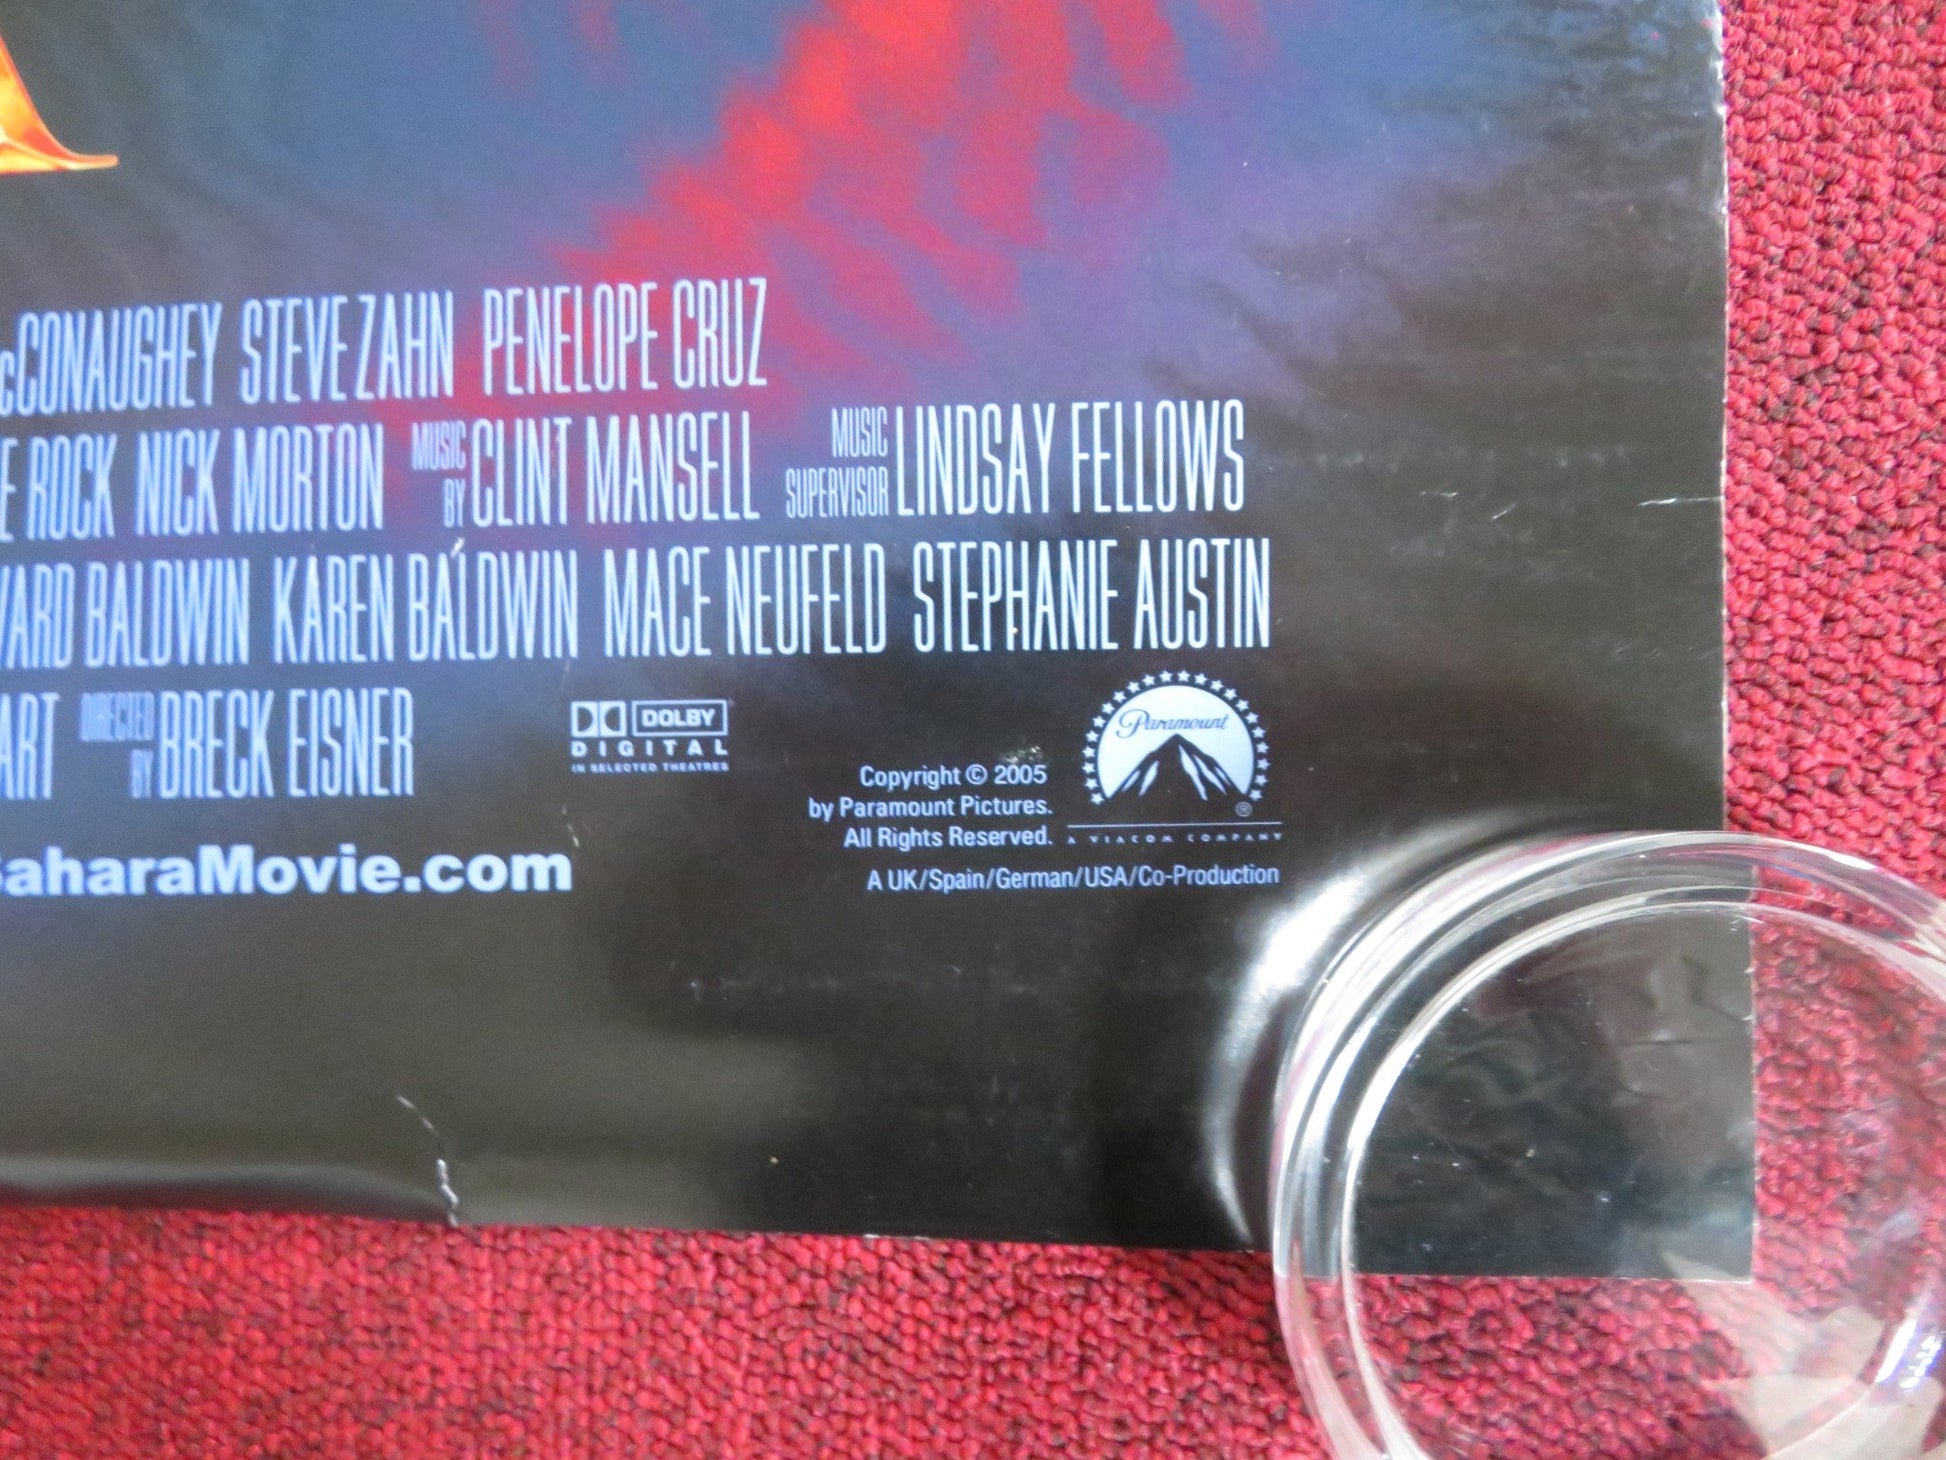 cCONAUGHEY STEVE ZAHN PENELOPE CRUZ
E ROCK NICK MORTON MUSIC BY CLINT MANSELL MUSIC SUPERVISOR LINDSAY FELLOWS
ARD BALDWIN KAREN BALDWIN MACE NEUFELD STEPHANIE AUSTIN
ART DIRECTED BY BRECK EISNER
DOLBY
DIGITAL
IN SELECTED THEATRES
Copyright © 2005
by Paramount Pictures.
All Rights Reserved.
Paramount
®
A VIACOM COMPANY
A UK/Spain/German/USA/Co-Production
SaharaMovie.com